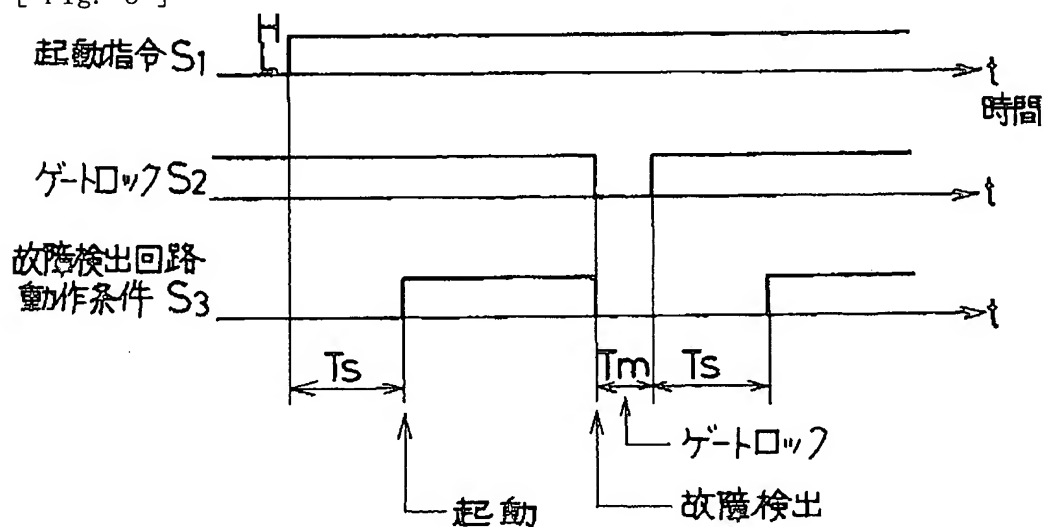 [ Fig. 6 ]
H
L
起動指令 S1
t
時間
ゲートロック S2
t
故障検出回路
動作条件 S3
t
Ts
Tm
Ts
ゲートロック
起動
故障検出